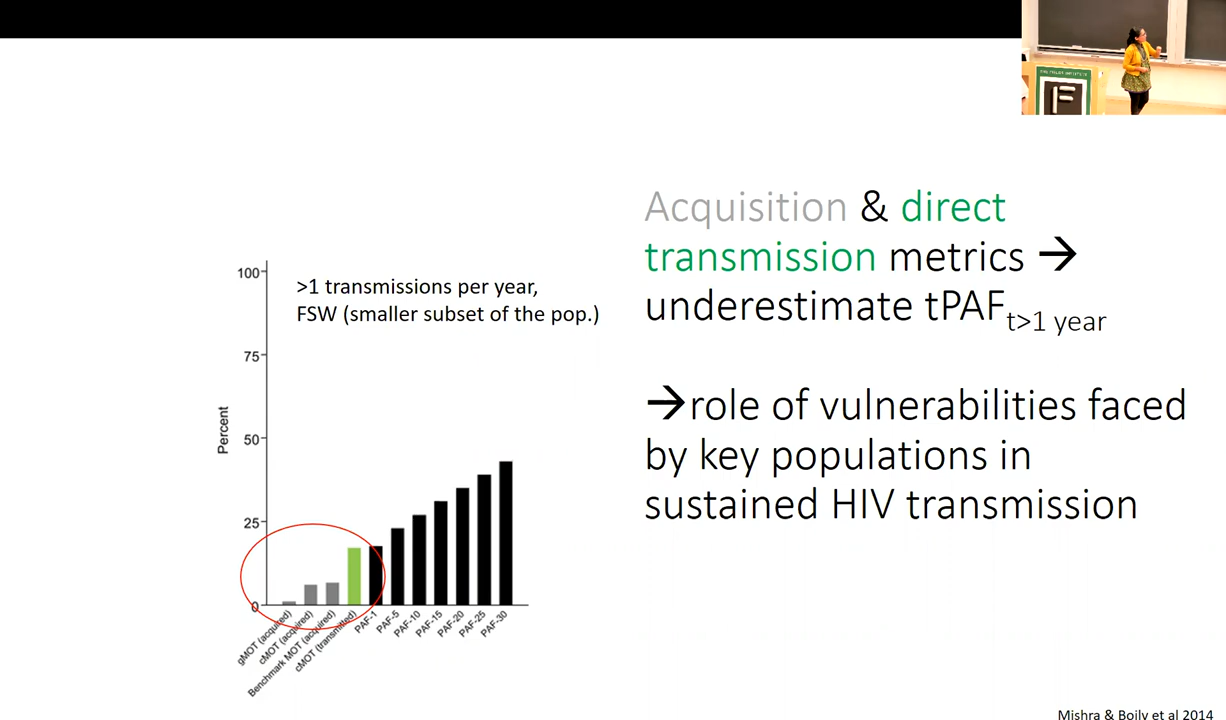 Acquisition & direct
transmission metrics →
underestimate tPAF t>1 year
→role of vulnerabilities faced
by key populations in
sustained HIV transmission
>1 transmissions per year,
FSW (smaller subset of the pop.)
Percent
100
75
50
25
0
gMOT (acquired)
cMOT (acquired)
Benchmark MOT (acquired)
cMOT (transmitted)
PAF-1
PAF-5
PAF-10
PAF-15
PAF-20
PAF-25
PAF-30
Mishra & Boily et al 2014
F